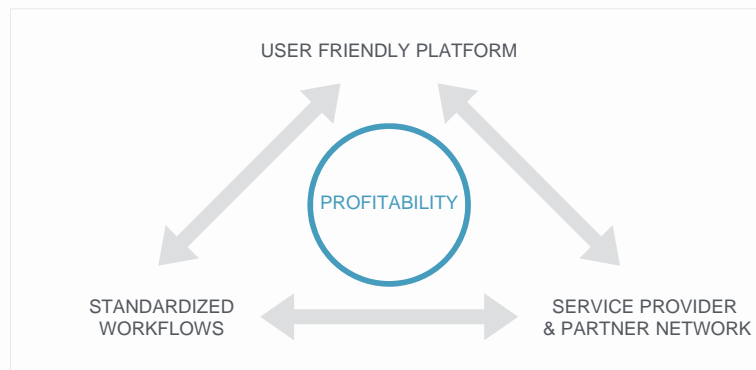 USER FRIENDLY PLATFORM
PROFITABILITY
STANDARDIZED
WORKFLOWS
SERVICE PROVIDER
& PARTNER NETWORK